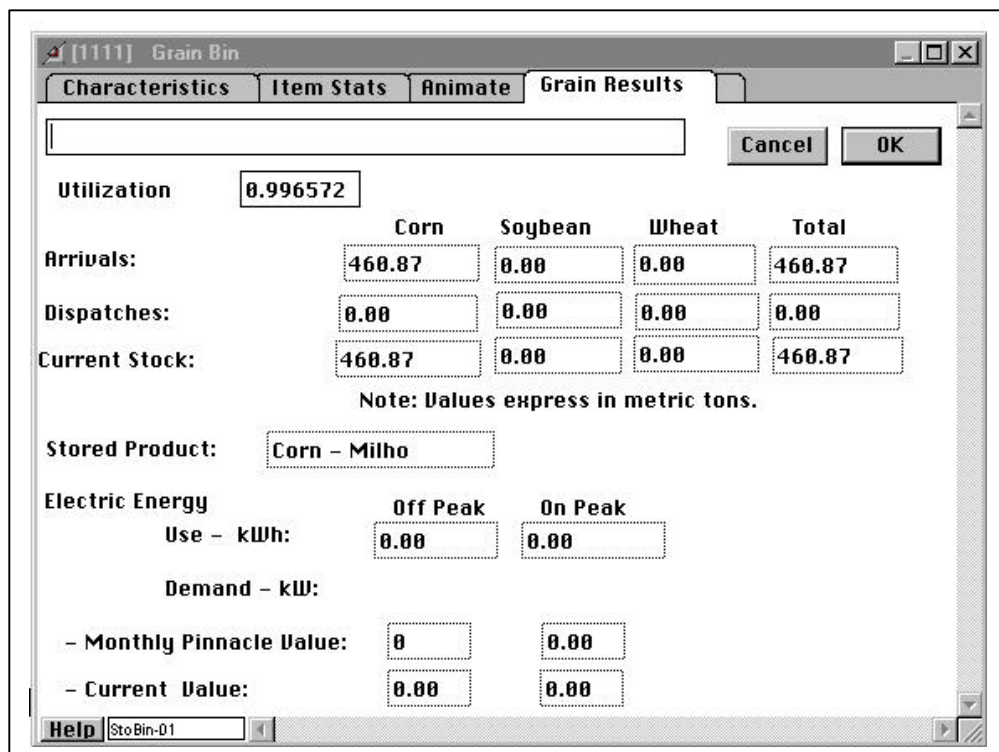 [1111] Grain Bin
Characteristics Item Stats Animate Grain Results
Cancel OK
Utilization 0.996572
Corn Soybean Wheat Total
Arrivals: 460.87 0.00 0.00 460.87
Dispatches: 0.00 0.00 0.00 0.00
Current Stock: 460.87 0.00 0.00 460.87
Note: Values express in metric tons.
Stored Product: Corn – Milho
Electric Energy Off Peak On Peak
Use – kWh: 0.00 0.00
Demand – kW:
– Monthly Pinnacle Value: 0 0.00
– Current Value: 0.00 0.00
Help StoBin-01